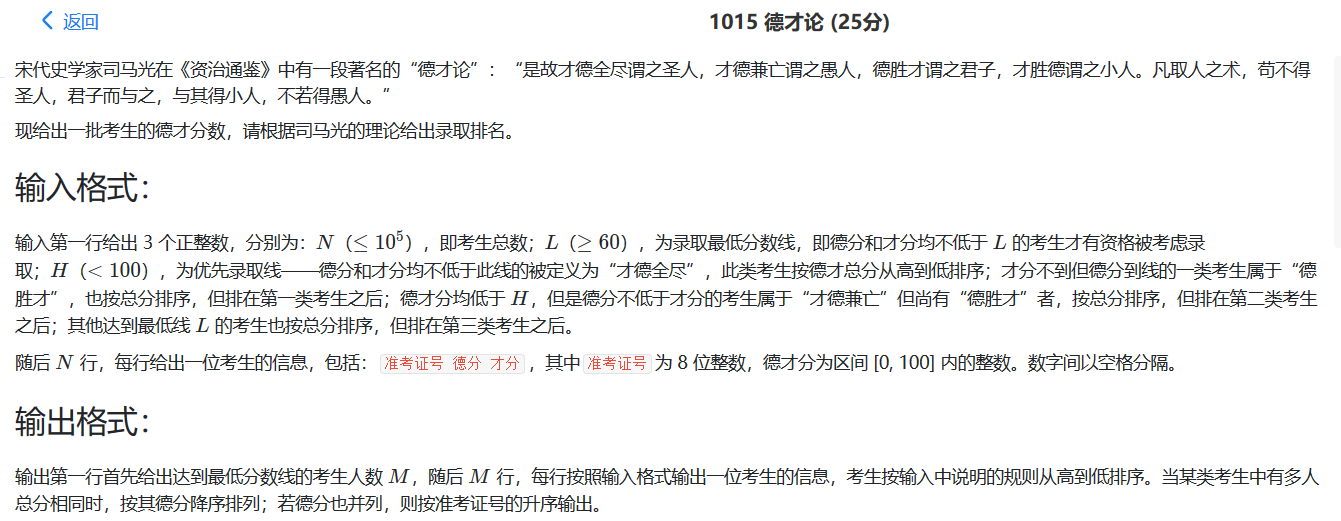 返回
1015 德才论 (25分)
宋代史学家司马光在《资治通鉴》中有一段著名的“德才论”：“是故才德全尽谓之圣人，才德兼亡谓之愚人，德胜才谓之君子，才胜德谓之小人。凡取人之术，苟不得
圣人，君子而与之，与其得小人，不若得愚人。”
现给出一批考生的德才分数，请根据司马光的理论给出录取排名。
输入格式：
输入第一行给出 3 个正整数，分别为：N（≤ 10⁵），即考生总数；L（≥ 60），为录取最低分数线，即德分和才分均不低于 L 的考生才有资格被考虑录
取；H（< 100），为优先录取线——德分和才分均不低于此线的被定义为“才德全尽”，此类考生按德才总分从高到低排序；才分不到但德分到线的一类考生属于“德
胜才”，也按总分排序，但排在第一类考生之后；德才分均低于 H，但是德分不低于才分的考生属于“才德兼亡”但尚有“德胜才”者，按总分排序，但排在第二类考生
之后；其他达到最低线 L 的考生也按总分排序，但排在第三类考生之后。
随后 N 行，每行给出一位考生的信息，包括：准考证号 德分 才分，其中准考证号为 8 位整数，德才分为区间 [0, 100] 内的整数。数字间以空格分隔。
输出格式：
输出第一行首先给出达到最低分数线的考生人数 M，随后 M 行，每行按照输入格式输出一位考生的信息，考生按输入中说明的规则从高到低排序。当某类考生中有多人
总分相同时，按其德分降序排列；若德分也并列，则按准考证号的升序输出。